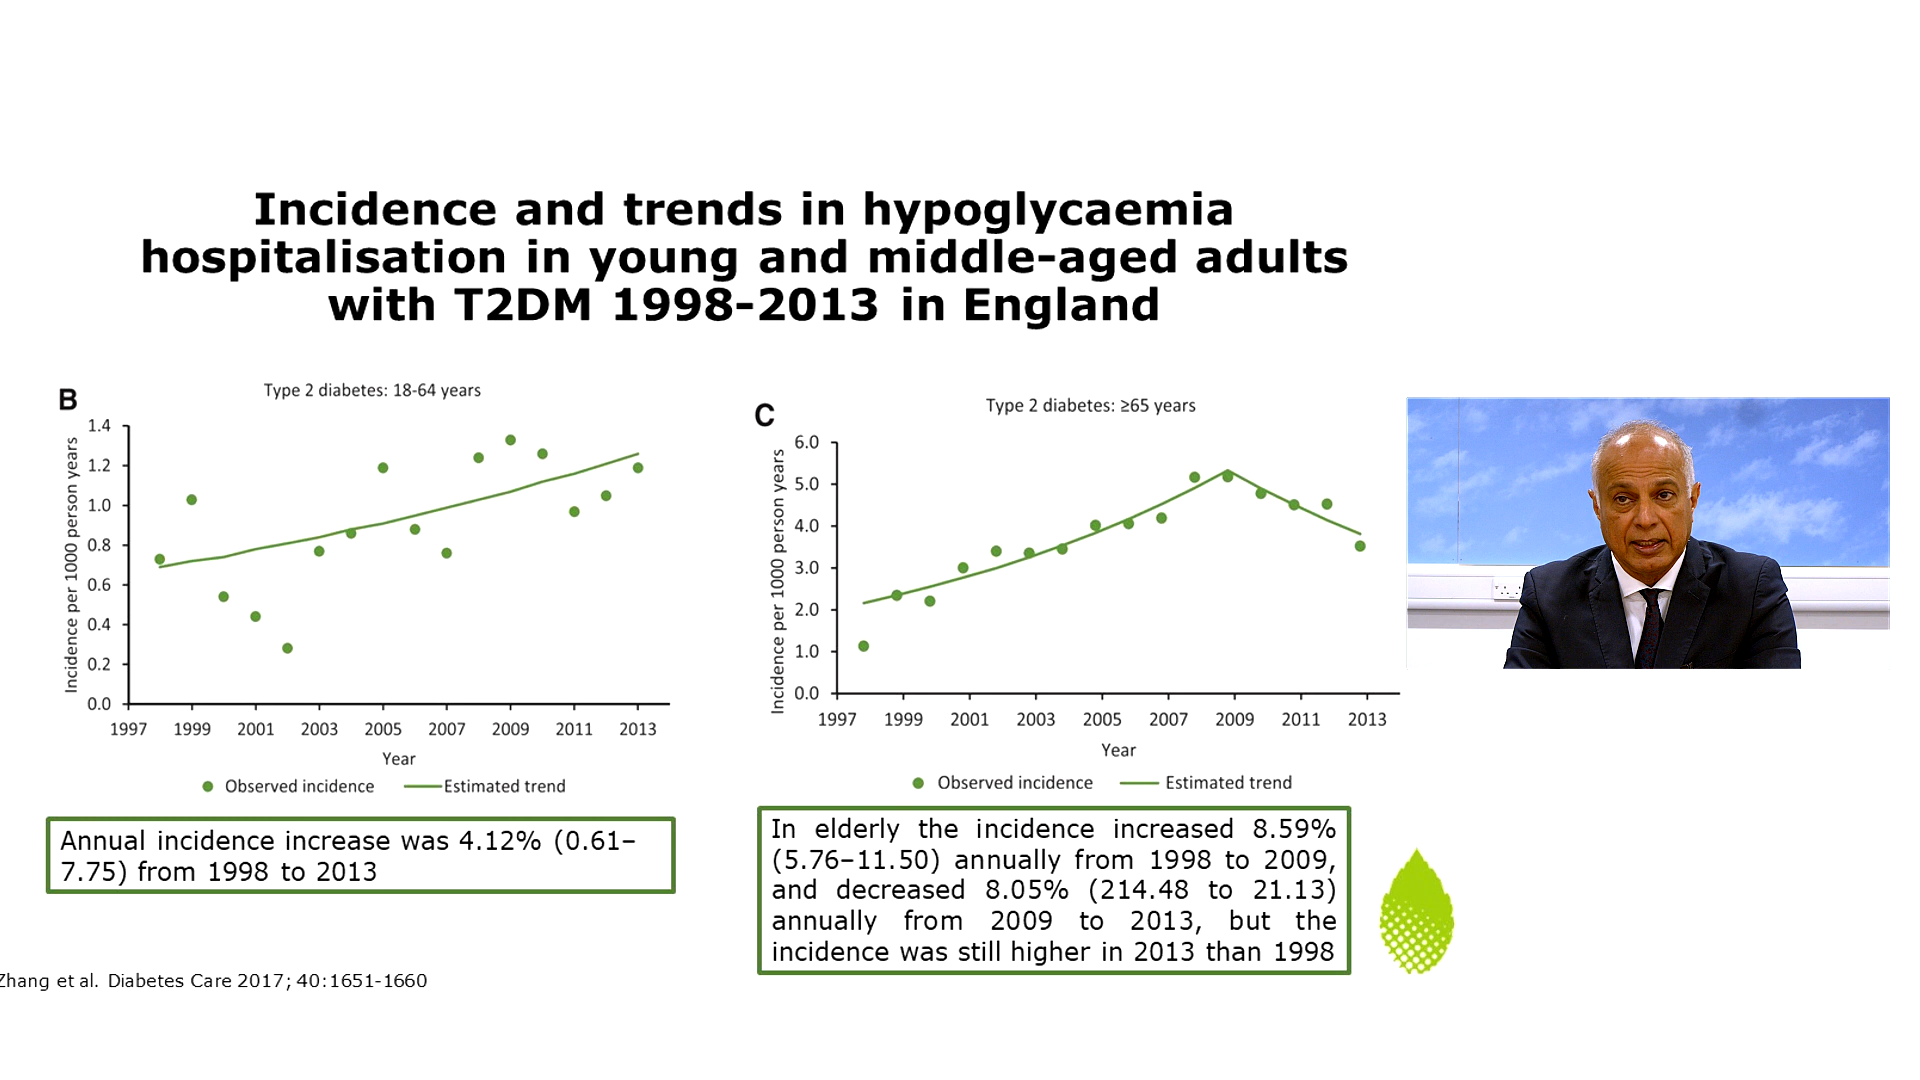 Incidence and trends in hypoglycaemia
hospitalisation in young and middle-aged adults
with T2DM 1998-2013 in England
B
Type 2 diabetes: 18-64 years
Incidence per 1000 person years
1.4
1.2
1.0
0.8
0.6
0.4
0.2
0.0
1997 1999 2001 2003 2005 2007 2009 2011 2013
Year
Observed incidence Estimated trend
Annual incidence increase was 4.12% (0.61–
7.75) from 1998 to 2013
C
Type 2 diabetes: ≥65 years
Incidence per 1000 person years
6.0
5.0
4.0
3.0
2.0
1.0
0.0
1997 1999 2001 2003 2005 2007 2009 2011 2013
Year
Observed incidence Estimated trend
In elderly the incidence increased 8.59%
(5.76–11.50) annually from 1998 to 2009,
and decreased 8.05% (214.48 to 21.13)
annually from 2009 to 2013, but the
incidence was still higher in 2013 than 1998
Zhang et al. Diabetes Care 2017; 40:1651-1660